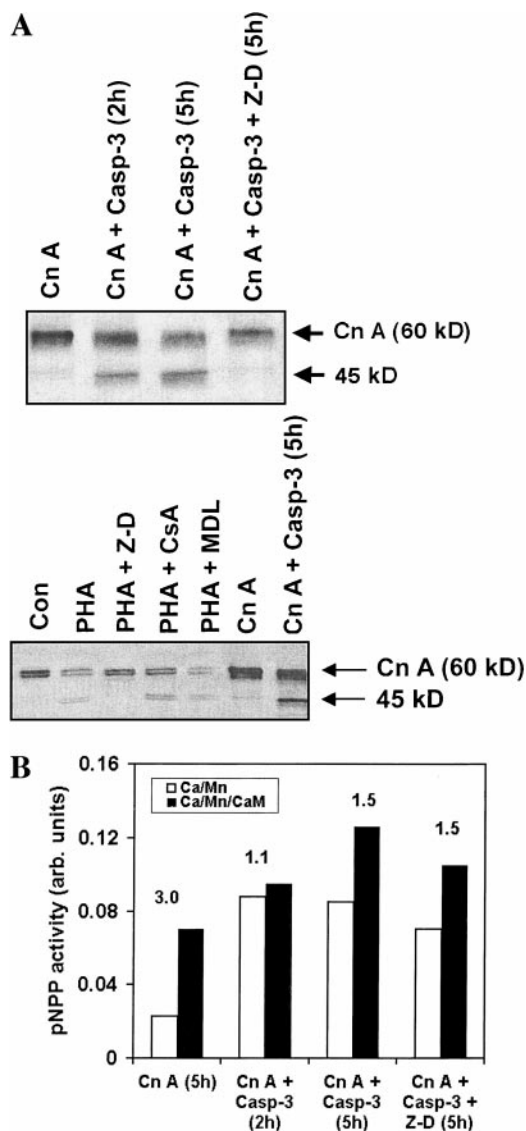 A
Cn A
Cn A + Casp-3 (2h)
Cn A + Casp-3 (5h)
Cn A + Casp-3 + Z-D (5h)
Cn A (60 kD)
45 kD
Con
PHA
PHA + Z-D
PHA + CsA
PHA + MDL
Cn A
Cn A + Casp-3 (5h)
Cn A (60 kD)
45 kD
B
pNPP activity (arb. units)
0.16
0.12
0.08
0.04
0
Ca/Mn
Ca/Mn/CaM
3.0
1.1
1.5
1.5
Cn A (5h)
Cn A +
Casp-3
(2h)
Cn A +
Casp-3
(5h)
Cn A +
Casp-3 +
Z-D (5h)